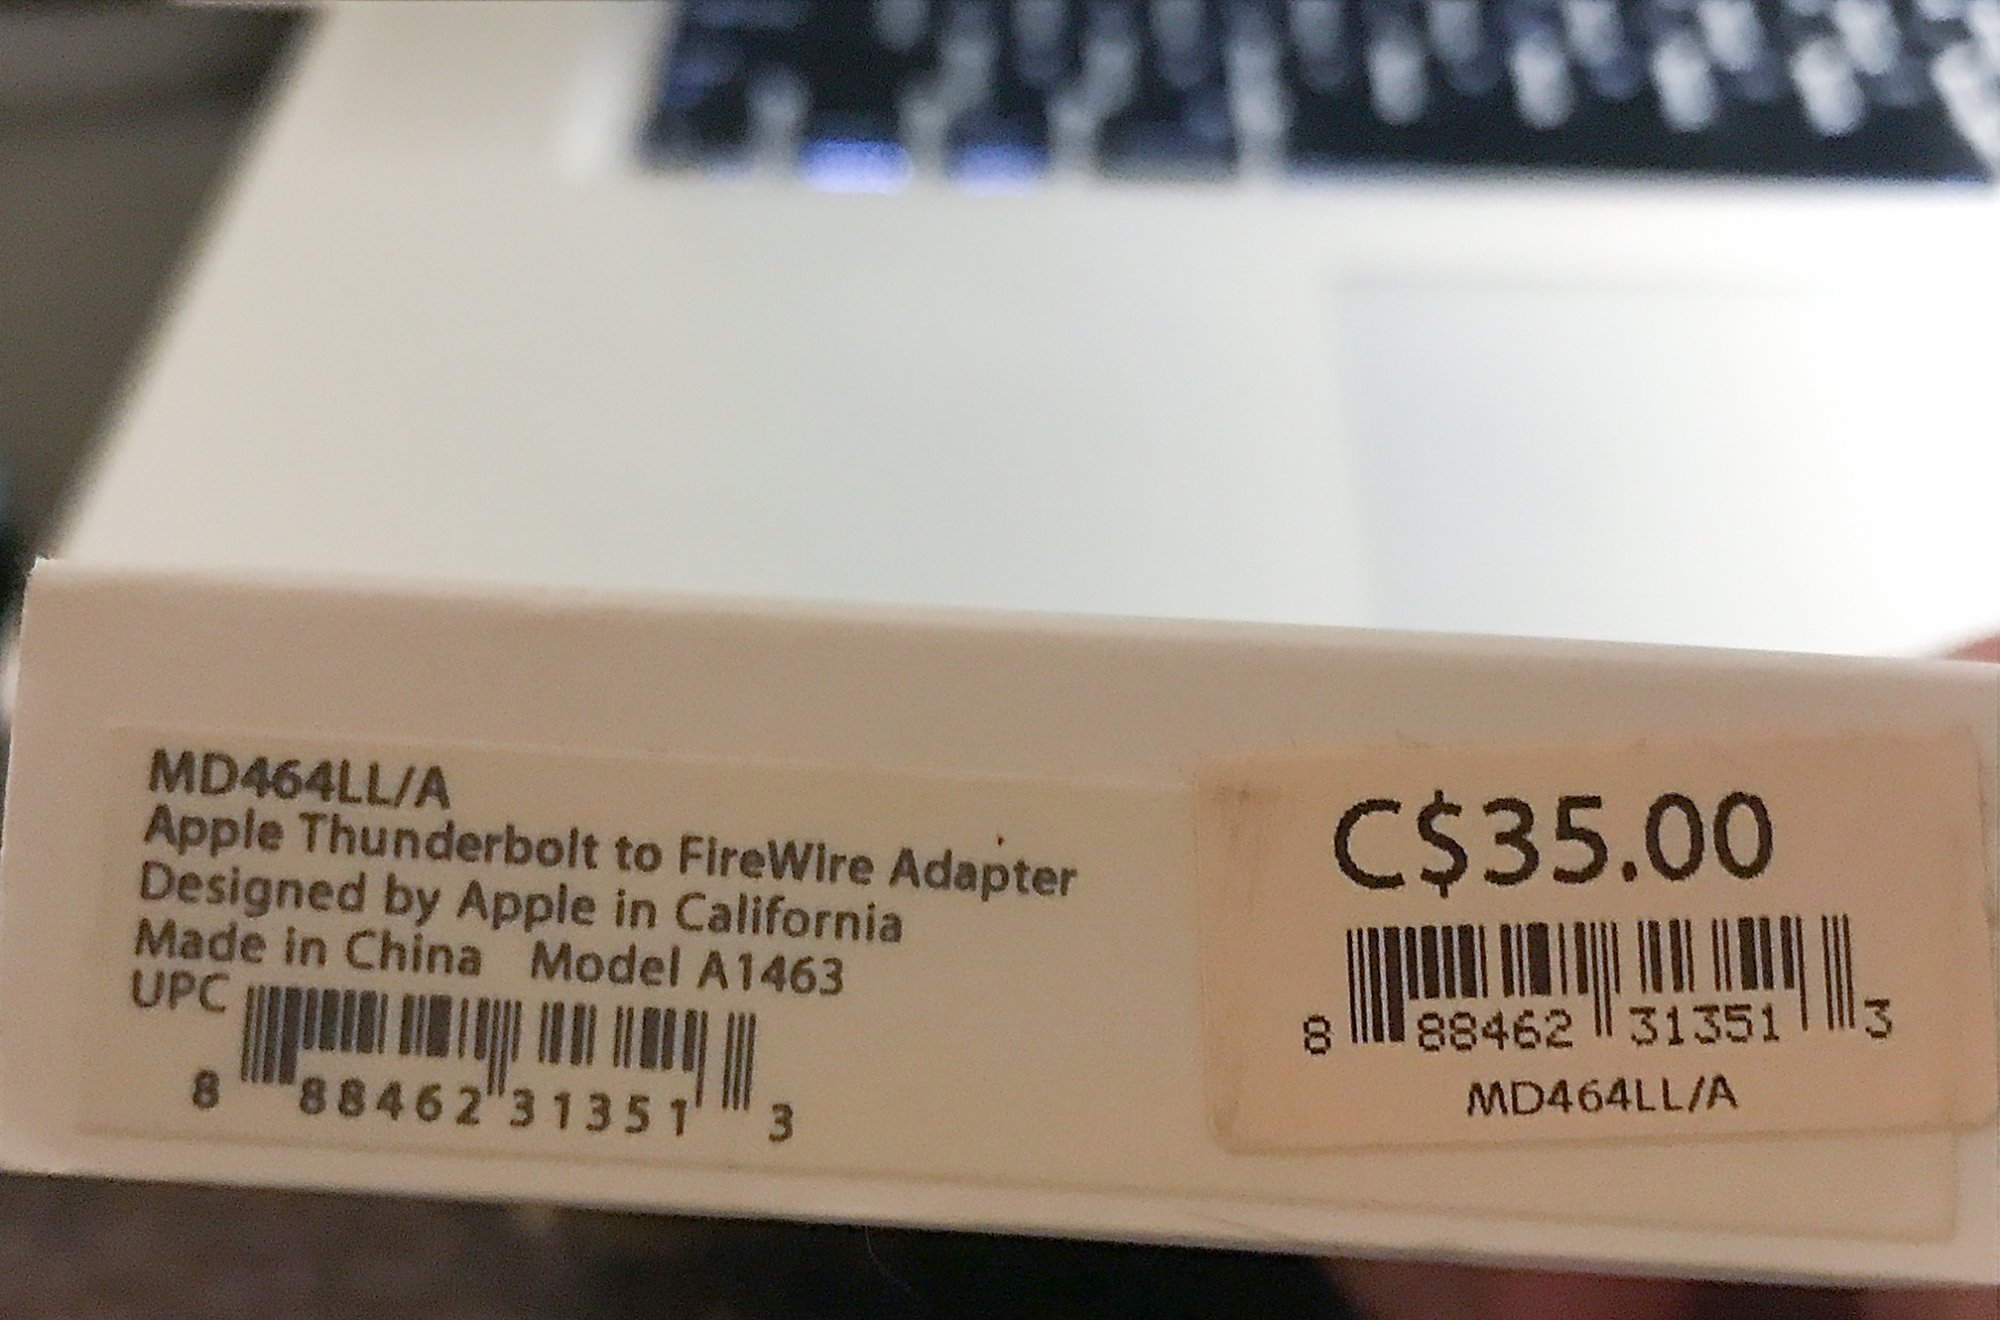 MD464LL/A
Apple Thunderbolt to FireWire Adapter
Designed by Apple in California
Made in China Model A1463
UPC
8 88462 31351 3
C$35.00
8 88462 31351 3
MD464LL/A